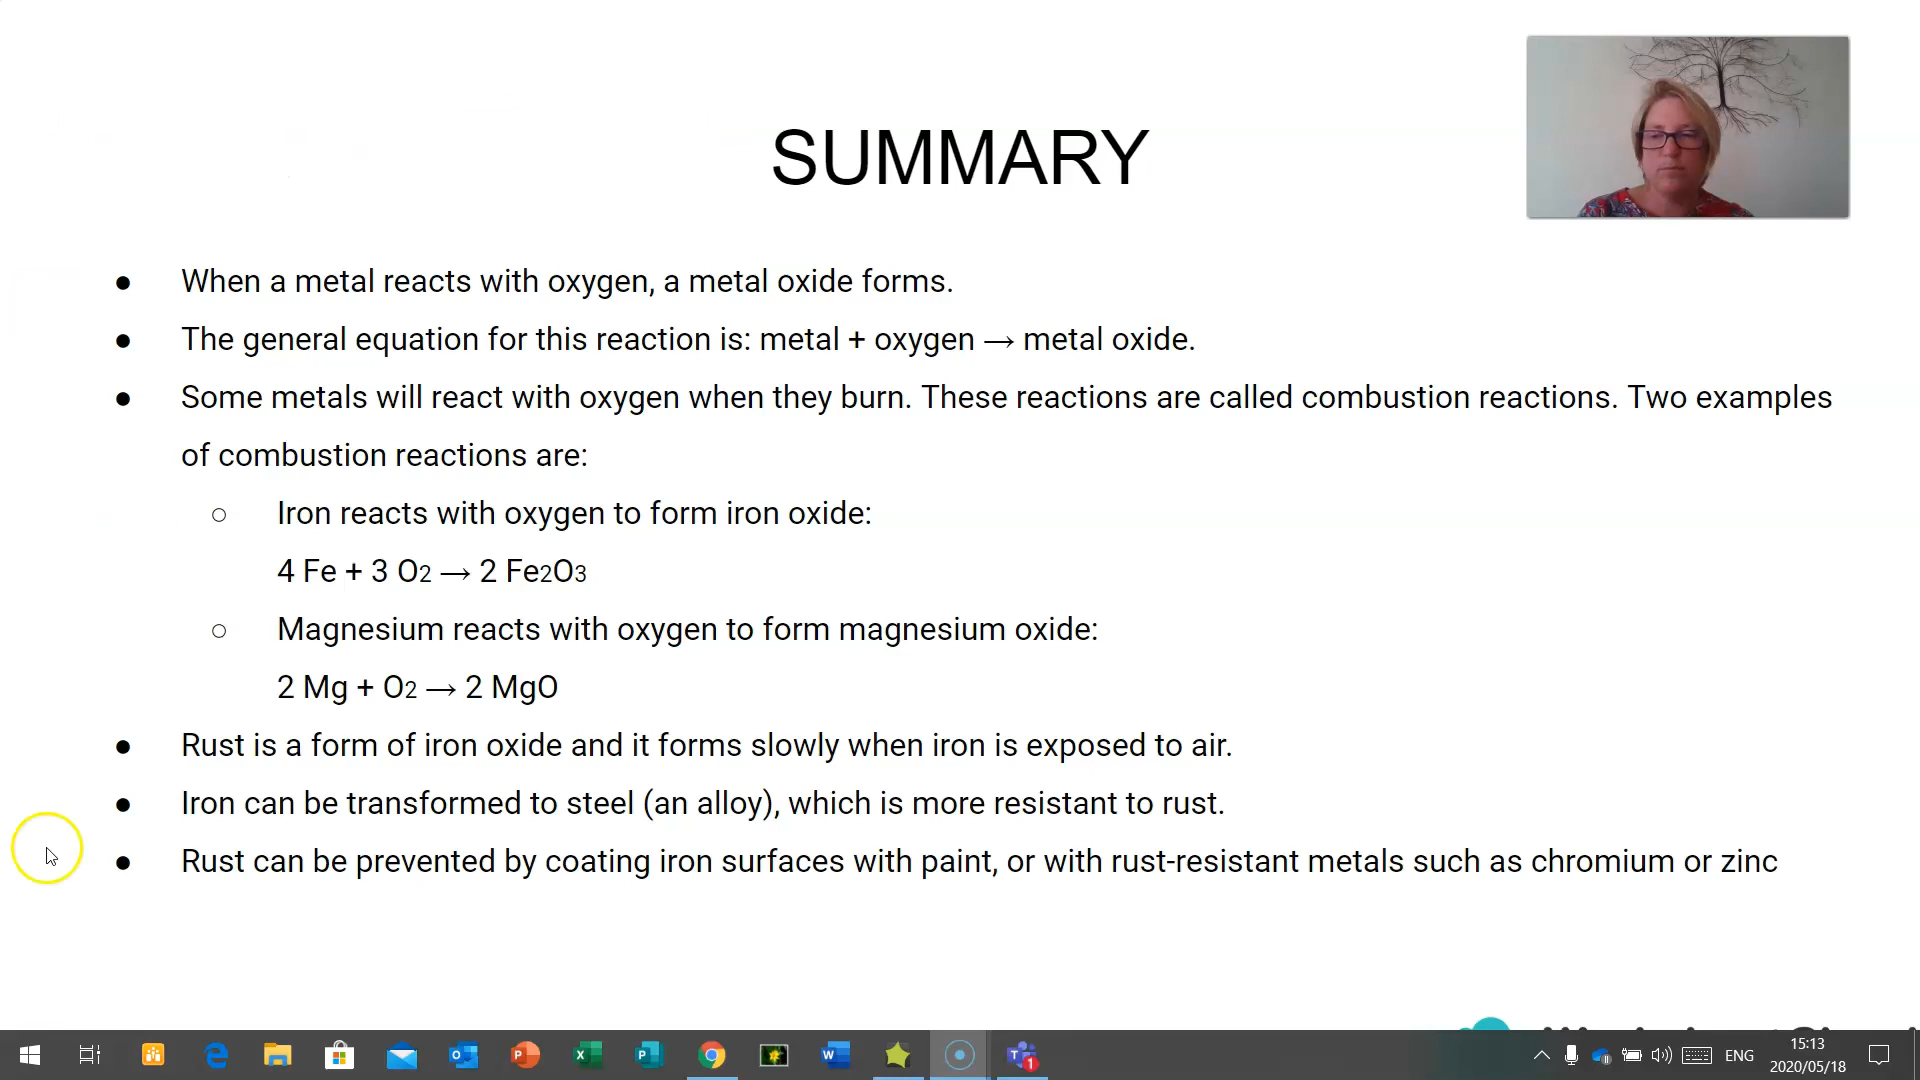 SUMMARY
● When a metal reacts with oxygen, a metal oxide forms.
● The general equation for this reaction is: metal + oxygen → metal oxide.
● Some metals will react with oxygen when they burn. These reactions are called combustion reactions. Two examples
of combustion reactions are:
○ Iron reacts with oxygen to form iron oxide:
4 Fe + 3 O2 → 2 Fe2O3
○ Magnesium reacts with oxygen to form magnesium oxide:
2 Mg + O2 → 2 MgO
● Rust is a form of iron oxide and it forms slowly when iron is exposed to air.
● Iron can be transformed to steel (an alloy), which is more resistant to rust.
● Rust can be prevented by coating iron surfaces with paint, or with rust-resistant metals such as chromium or zinc
ENG
15:13
2020/05/18